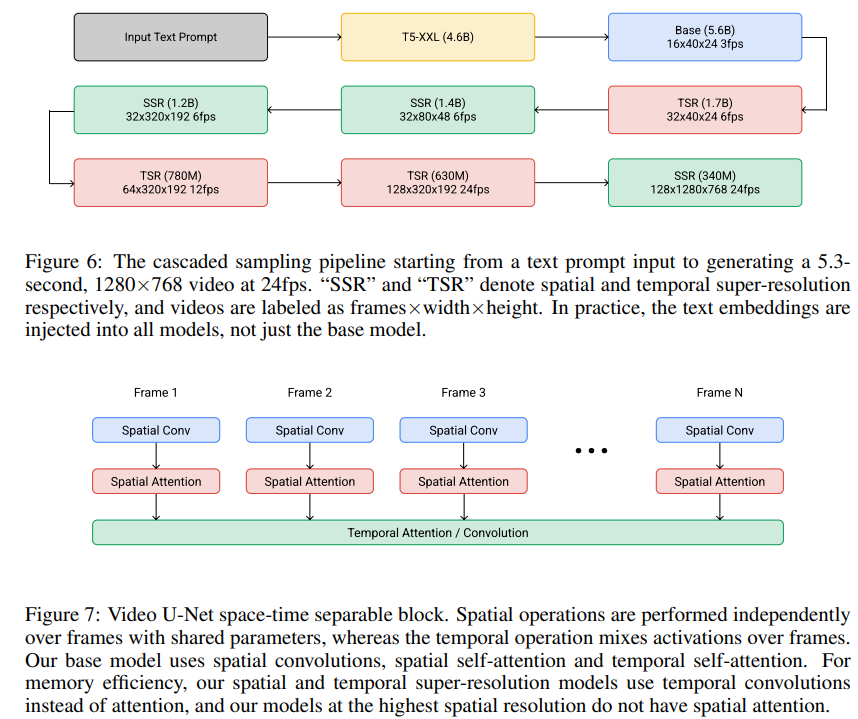 Input Text Prompt
T5-XXL (4.6B)
Base (5.6B)
16x40x24 3fps
SSR (1.2B)
32x320x192 6fps
SSR (1.4B)
32x80x48 6fps
TSR (1.7B)
32x40x24 6fps
TSR (780M)
64x320x192 12fps
TSR (630M)
128x320x192 24fps
SSR (340M)
128x1280x768 24fps
Figure 6: The cascaded sampling pipeline starting from a text prompt input to generating a 5.3-
second, 1280×768 video at 24fps. “SSR” and “TSR” denote spatial and temporal super-resolution
respectively, and videos are labeled as frames×width×height. In practice, the text embeddings are
injected into all models, not just the base model.
Frame 1
Frame 2
Frame 3
Frame N
Spatial Conv
Spatial Conv
Spatial Conv
Spatial Conv
Spatial Attention
Spatial Attention
Spatial Attention
Spatial Attention
Temporal Attention / Convolution
Figure 7: Video U-Net space-time separable block. Spatial operations are performed independently
over frames with shared parameters, whereas the temporal operation mixes activations over frames.
Our base model uses spatial convolutions, spatial self-attention and temporal self-attention. For
memory efficiency, our spatial and temporal super-resolution models use temporal convolutions
instead of attention, and our models at the highest spatial resolution do not have spatial attention.